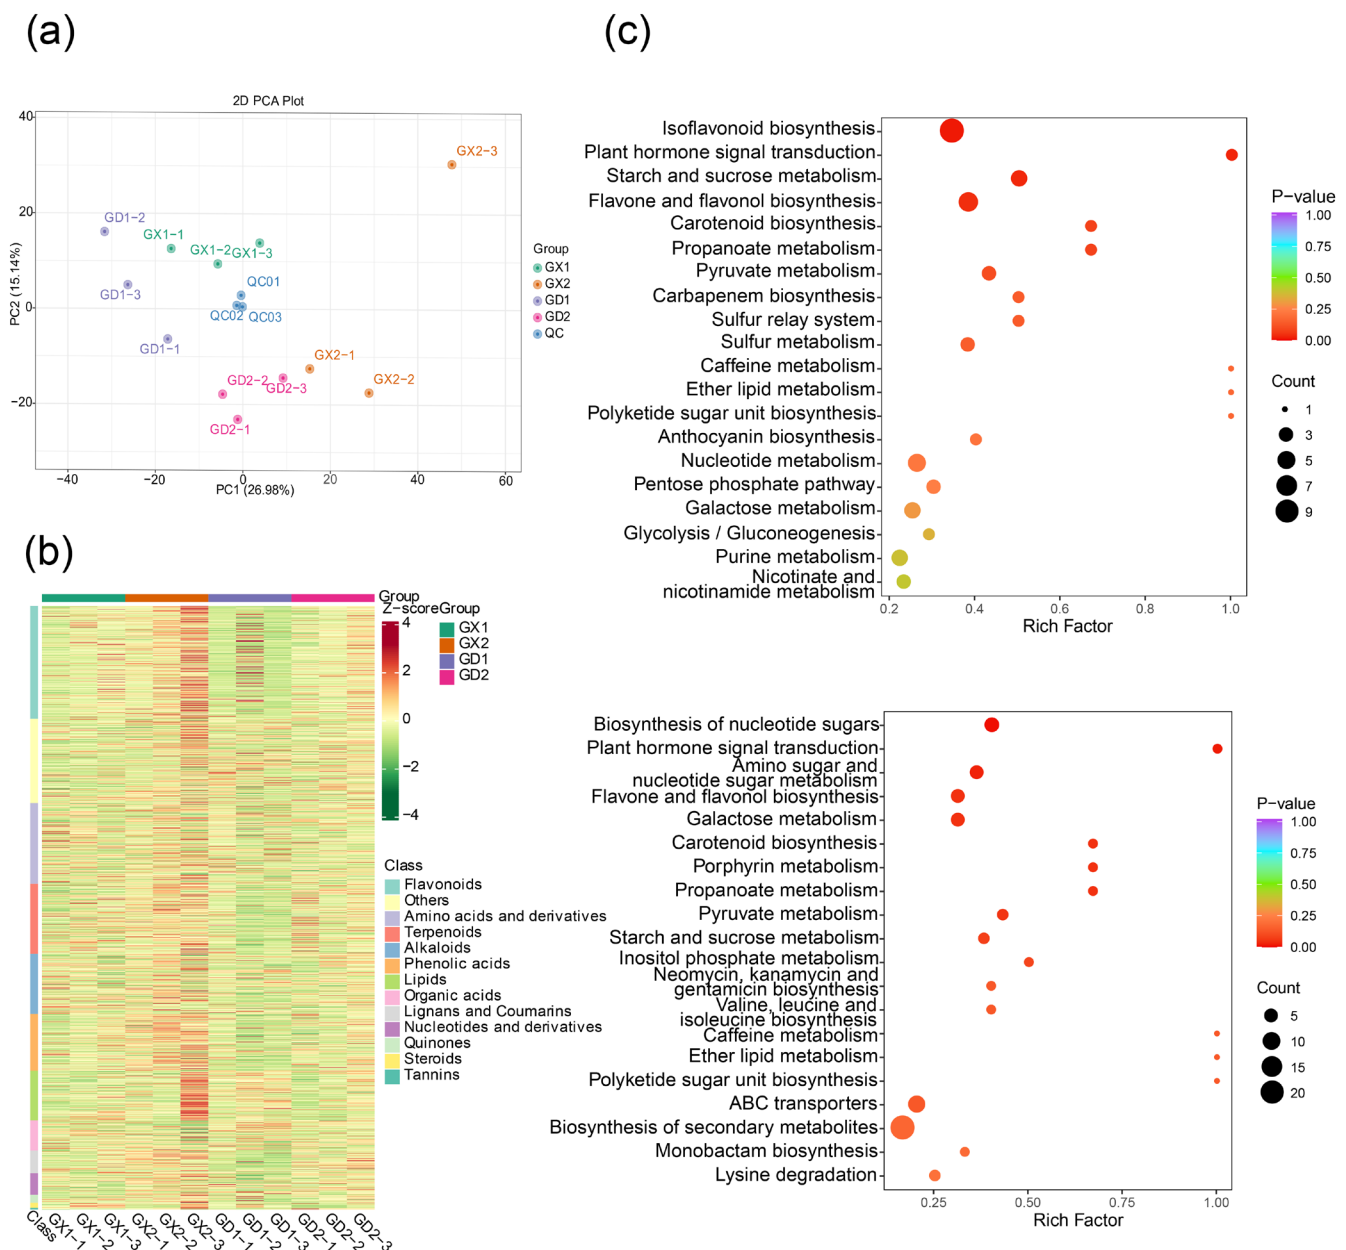 (a)
2D PCA Plot
40
20
0
−20
−40
−20
0
20
40
60
PC1 (26.98%)
PC2 (15.14%)
GX2−3
GD1−2
GX1−1
GX1−2
GX1−3
GD1−3
QC01
QC02
QC03
GD1−1
GX2−1
GD2−2
GD2−3
GX2−2
GD2−1
Group
GX1
GX2
GD1
GD2
QC
(b)
Group
Z−score
4
2
0
−2
−4
Group
GX1
GX2
GD1
GD2
Class
Flavonoids
Others
Amino acids and derivatives
Terpenoids
Alkaloids
Phenolic acids
Lipids
Organic acids
Lignans and Coumarins
Nucleotides and derivatives
Quinones
Steroids
Tannins
Class
GX1−1
GX1−2
GX1−3
GX2−1
GX2−2
GX2−3
GD1−1
GD1−2
GD1−3
GD2−1
GD2−2
GD2−3
(c)
Isoflavonoid biosynthesis
Plant hormone signal transduction
Starch and sucrose metabolism
Flavone and flavonol biosynthesis
Carotenoid biosynthesis
Propanoate metabolism
Pyruvate metabolism
Carbapenem biosynthesis
Sulfur relay system
Sulfur metabolism
Caffeine metabolism
Ether lipid metabolism
Polyketide sugar unit biosynthesis
Anthocyanin biosynthesis
Nucleotide metabolism
Pentose phosphate pathway
Galactose metabolism
Glycolysis / Gluconeogenesis
Purine metabolism
Nicotinate and
nicotinamide metabolism
0.2
0.4
0.6
0.8
1.0
Rich Factor
P−value
1.00
0.75
0.50
0.25
0.00
Count
1
3
5
7
9
Biosynthesis of nucleotide sugars
Plant hormone signal transduction
Amino sugar and
nucleotide sugar metabolism
Flavone and flavonol biosynthesis
Galactose metabolism
Carotenoid biosynthesis
Porphyrin metabolism
Propanoate metabolism
Pyruvate metabolism
Starch and sucrose metabolism
Inositol phosphate metabolism
Neomycin, kanamycin and
gentamicin biosynthesis
Valine, leucine and
isoleucine biosynthesis
Caffeine metabolism
Ether lipid metabolism
Polyketide sugar unit biosynthesis
ABC transporters
Biosynthesis of secondary metabolites
Monobactam biosynthesis
Lysine degradation
0.25
0.50
0.75
1.00
Rich Factor
P−value
1.00
0.75
0.50
0.25
0.00
Count
5
10
15
20